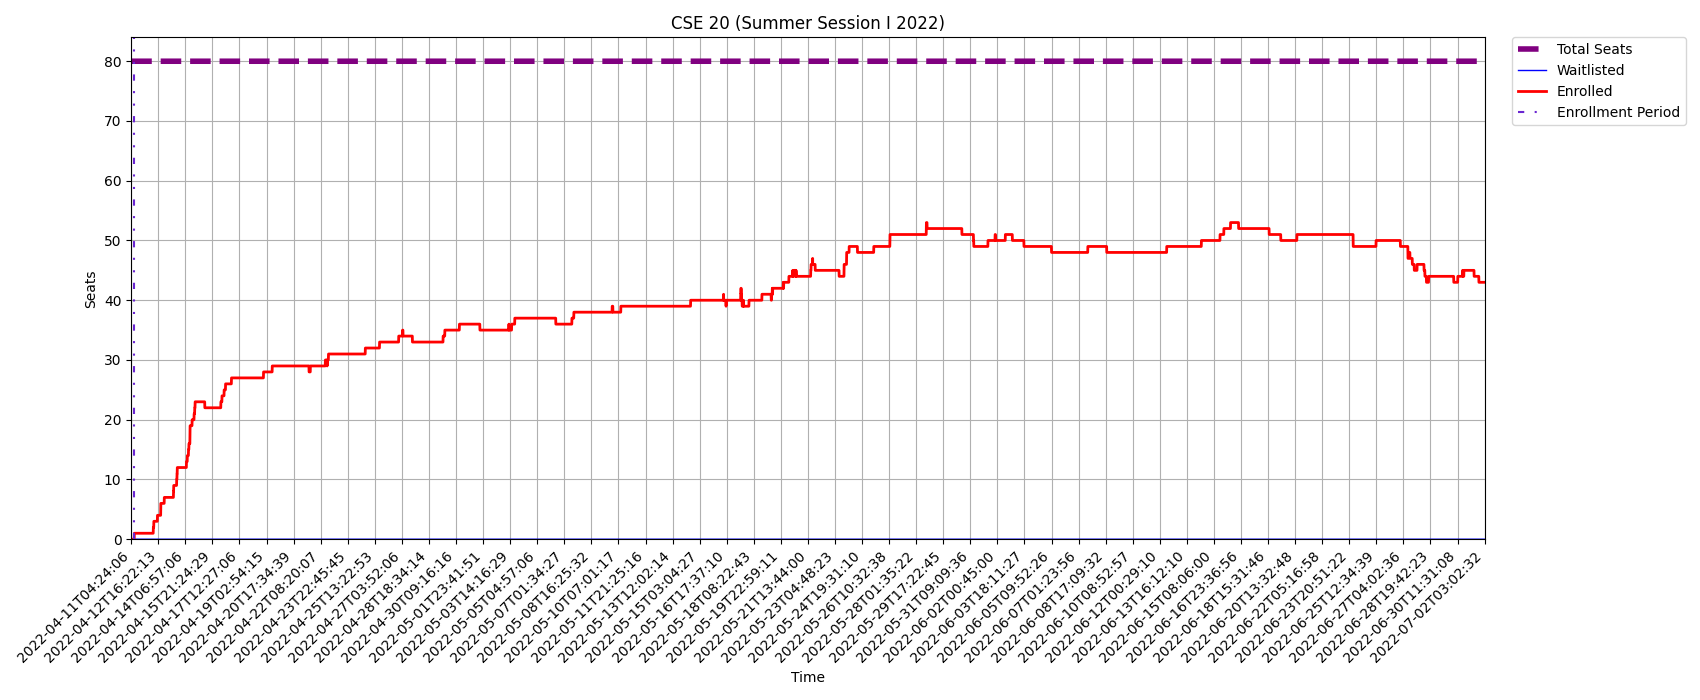 CSE 20 (Summer Session I 2022)
Total Seats
Waitlisted
Enrolled
Enrollment Period
Seats
80
70
60
50
40
30
20
10
0
2022-04-11T04:24:06
2022-04-12T16:22:13
2022-04-14T06:57:06
2022-04-15T21:24:29
2022-04-17T12:27:06
2022-04-19T02:54:15
2022-04-20T17:34:39
2022-04-22T08:20:07
2022-04-23T22:45:45
2022-04-25T13:22:53
2022-04-27T03:52:06
2022-04-28T18:34:14
2022-04-30T09:16:16
2022-05-01T23:41:51
2022-05-03T14:16:29
2022-05-05T04:57:06
2022-05-07T01:34:27
2022-05-08T16:25:32
2022-05-10T07:01:17
2022-05-11T21:25:16
2022-05-13T12:02:14
2022-05-15T03:04:27
2022-05-16T17:37:10
2022-05-18T08:22:43
2022-05-19T22:59:11
2022-05-21T13:44:00
2022-05-23T04:48:23
2022-05-24T19:31:10
2022-05-26T10:32:38
2022-05-28T01:35:22
2022-05-29T17:22:45
2022-05-31T09:09:36
2022-06-02T00:45:00
2022-06-03T18:11:27
2022-06-05T09:52:26
2022-06-07T01:23:56
2022-06-08T17:09:32
2022-06-10T08:52:57
2022-06-12T00:29:10
2022-06-13T16:12:10
2022-06-15T08:06:00
2022-06-16T23:36:56
2022-06-18T15:31:46
2022-06-20T13:32:48
2022-06-22T05:16:58
2022-06-23T20:51:22
2022-06-25T12:34:39
2022-06-27T04:02:36
2022-06-28T19:42:23
2022-06-30T11:31:08
2022-07-02T03:02:32
Time